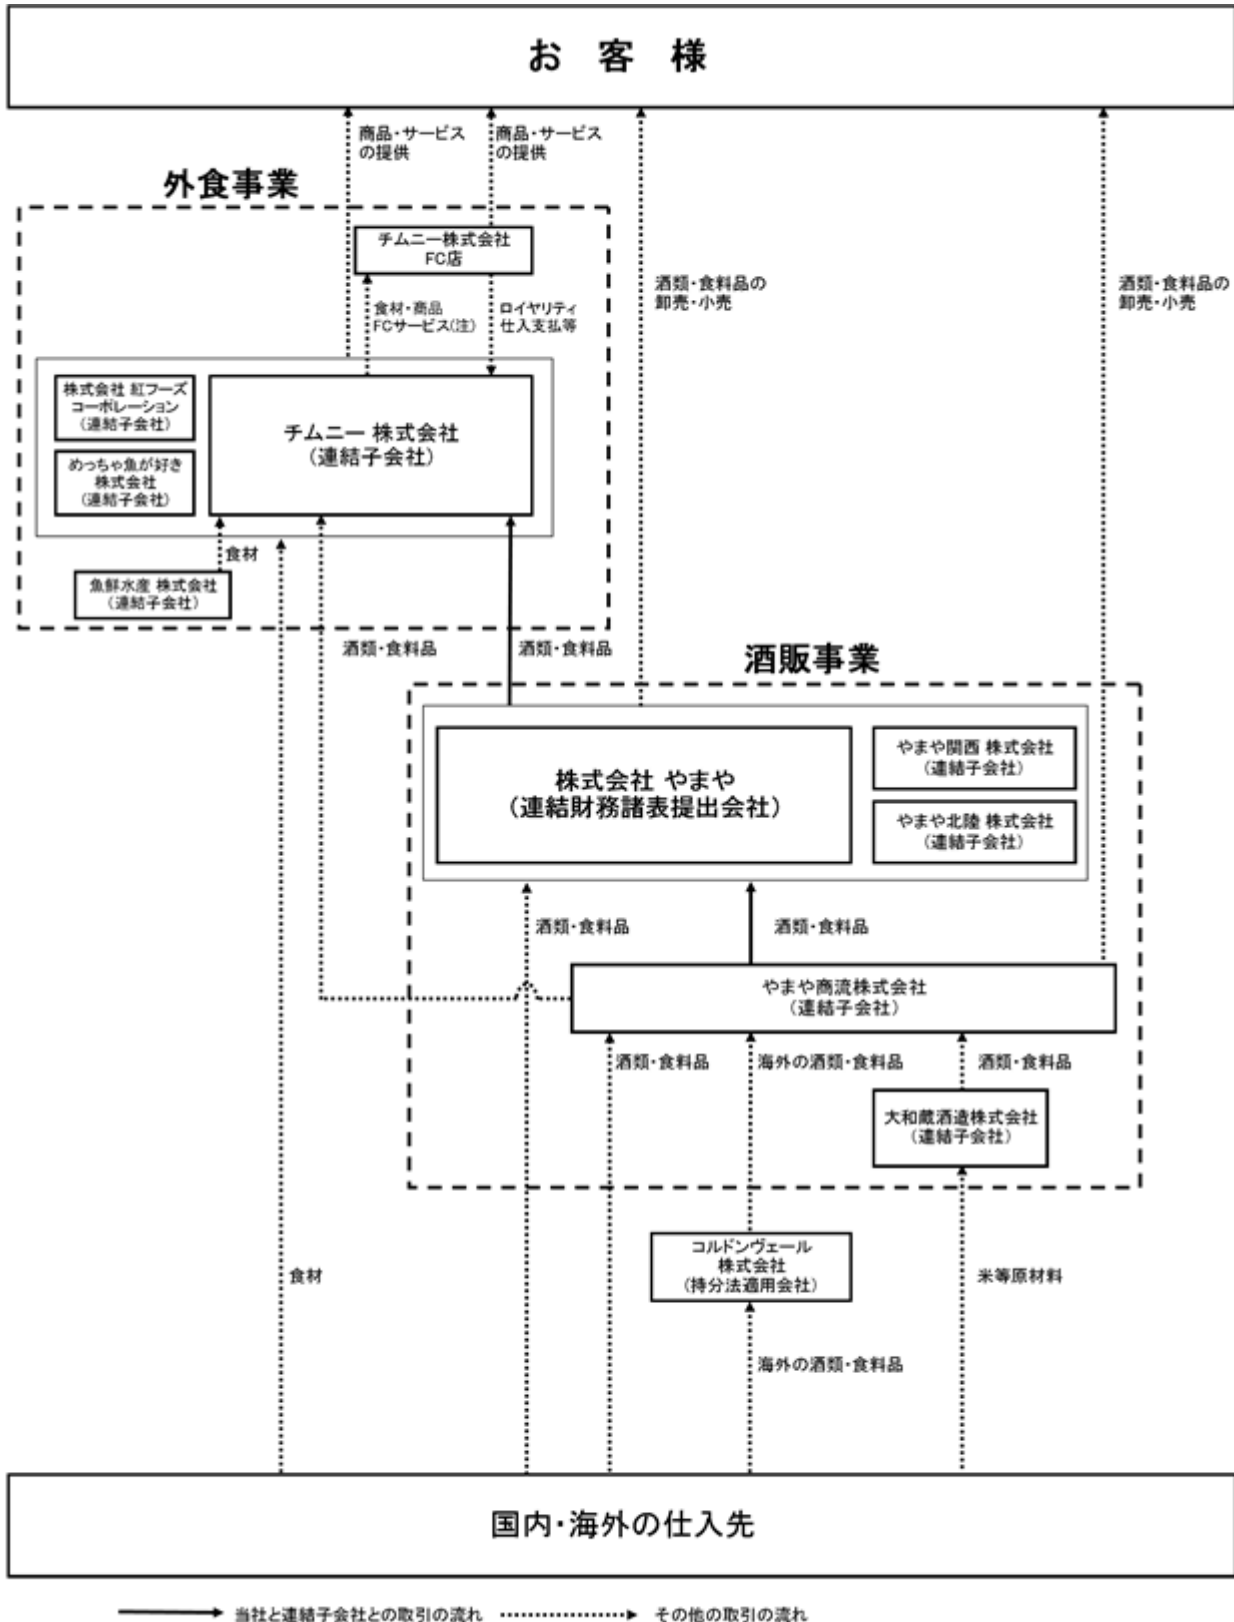 お 客 様
商品・サービス
の提供
商品・サービス
の提供
外食事業
チムニー株式会社
FC店
酒類・食料品の
卸売・小売
酒類・食料品の
卸売・小売
食材・商品
FCサービス(注)
ロイヤリティ
仕入支払等
株式会社 紅フーズ
コーポレーション
(連結子会社)
チムニー 株式会社
(連結子会社)
めっちゃ魚が好き
株式会社
(連結子会社)
食材
魚鮮水産 株式会社
(連結子会社)
酒類・食料品
酒類・食料品
酒販事業
株式会社 やまや
(連結財務諸表提出会社)
やまや関西 株式会社
(連結子会社)
やまや北陸 株式会社
(連結子会社)
酒類・食料品
酒類・食料品
やまや商流株式会社
(連結子会社)
酒類・食料品
海外の酒類・食料品
酒類・食料品
大和蔵酒造株式会社
(連結子会社)
コルドンヴェール
株式会社
(持分法適用会社)
食材
米等原材料
海外の酒類・食料品
国内・海外の仕入先
当社と連結子会社との取引の流れ
その他の取引の流れ